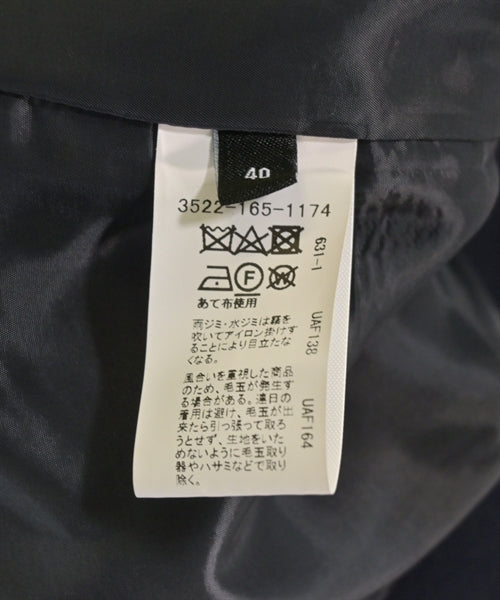 40
3522-165-1174
F
W
あて布使用
雨ジミ・水ジミは霧を
吹いてアイロン掛けす
ることにより目立たな
くなる。
風合いを重視した商品
のため、毛玉が発生す
る場合がある。連日の
着用は避け、毛玉が出
来たら引っ張って取ろ
うとせず、生地をいた
めないように毛玉取り
器やハサミなどで取り
除く。
631-1
UAF138
UAF164